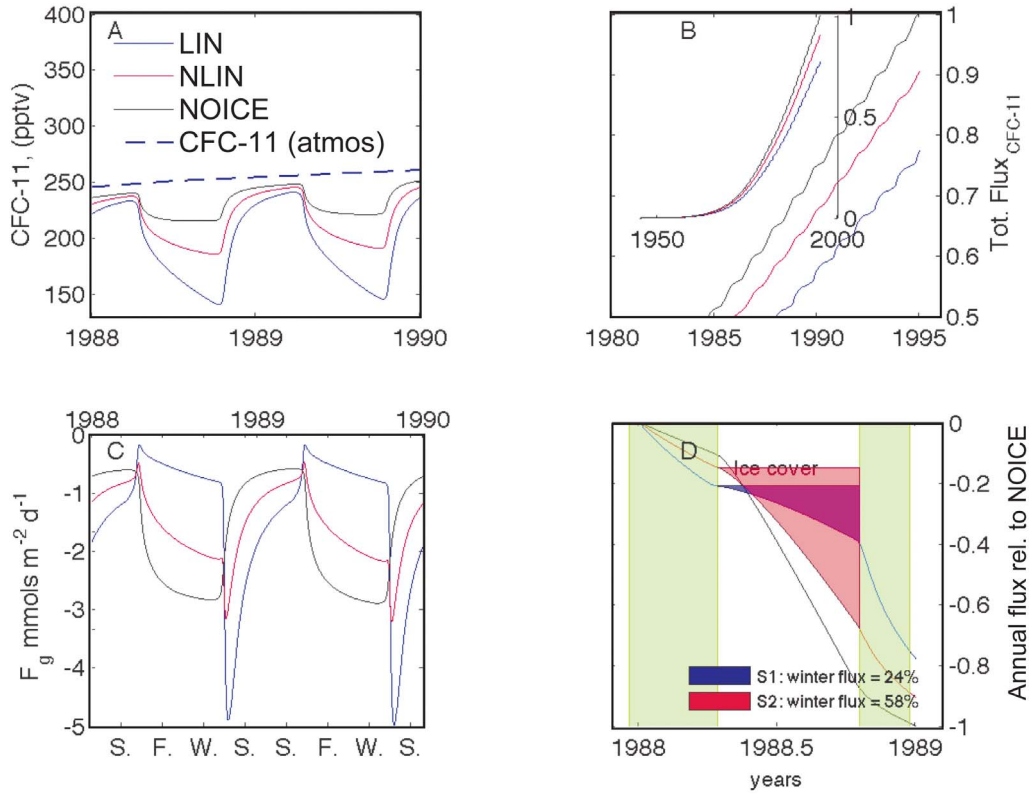 A
CFC-11, (pptv)
400
350
300
250
200
150
LIN
NLIN
NOICE
CFC-11 (atmos)
1988
1989
1990
B
1
0.5
0
1950
2000
1
0.9
0.8
0.7
0.6
0.5
Tot. Flux CFC-11
1980
1985
1990
1995
1988
1989
1990
C
F_g mmols m^-2 d^-1
0
-1
-2
-3
-4
-5
S. F. W. S. S. F. W. S.
D
Ice cover
0
-0.2
-0.4
-0.6
-0.8
-1
Annual flux rel. to NOICE
S1: winter flux = 24%
S2: winter flux = 58%
1988
1988.5
1989
years